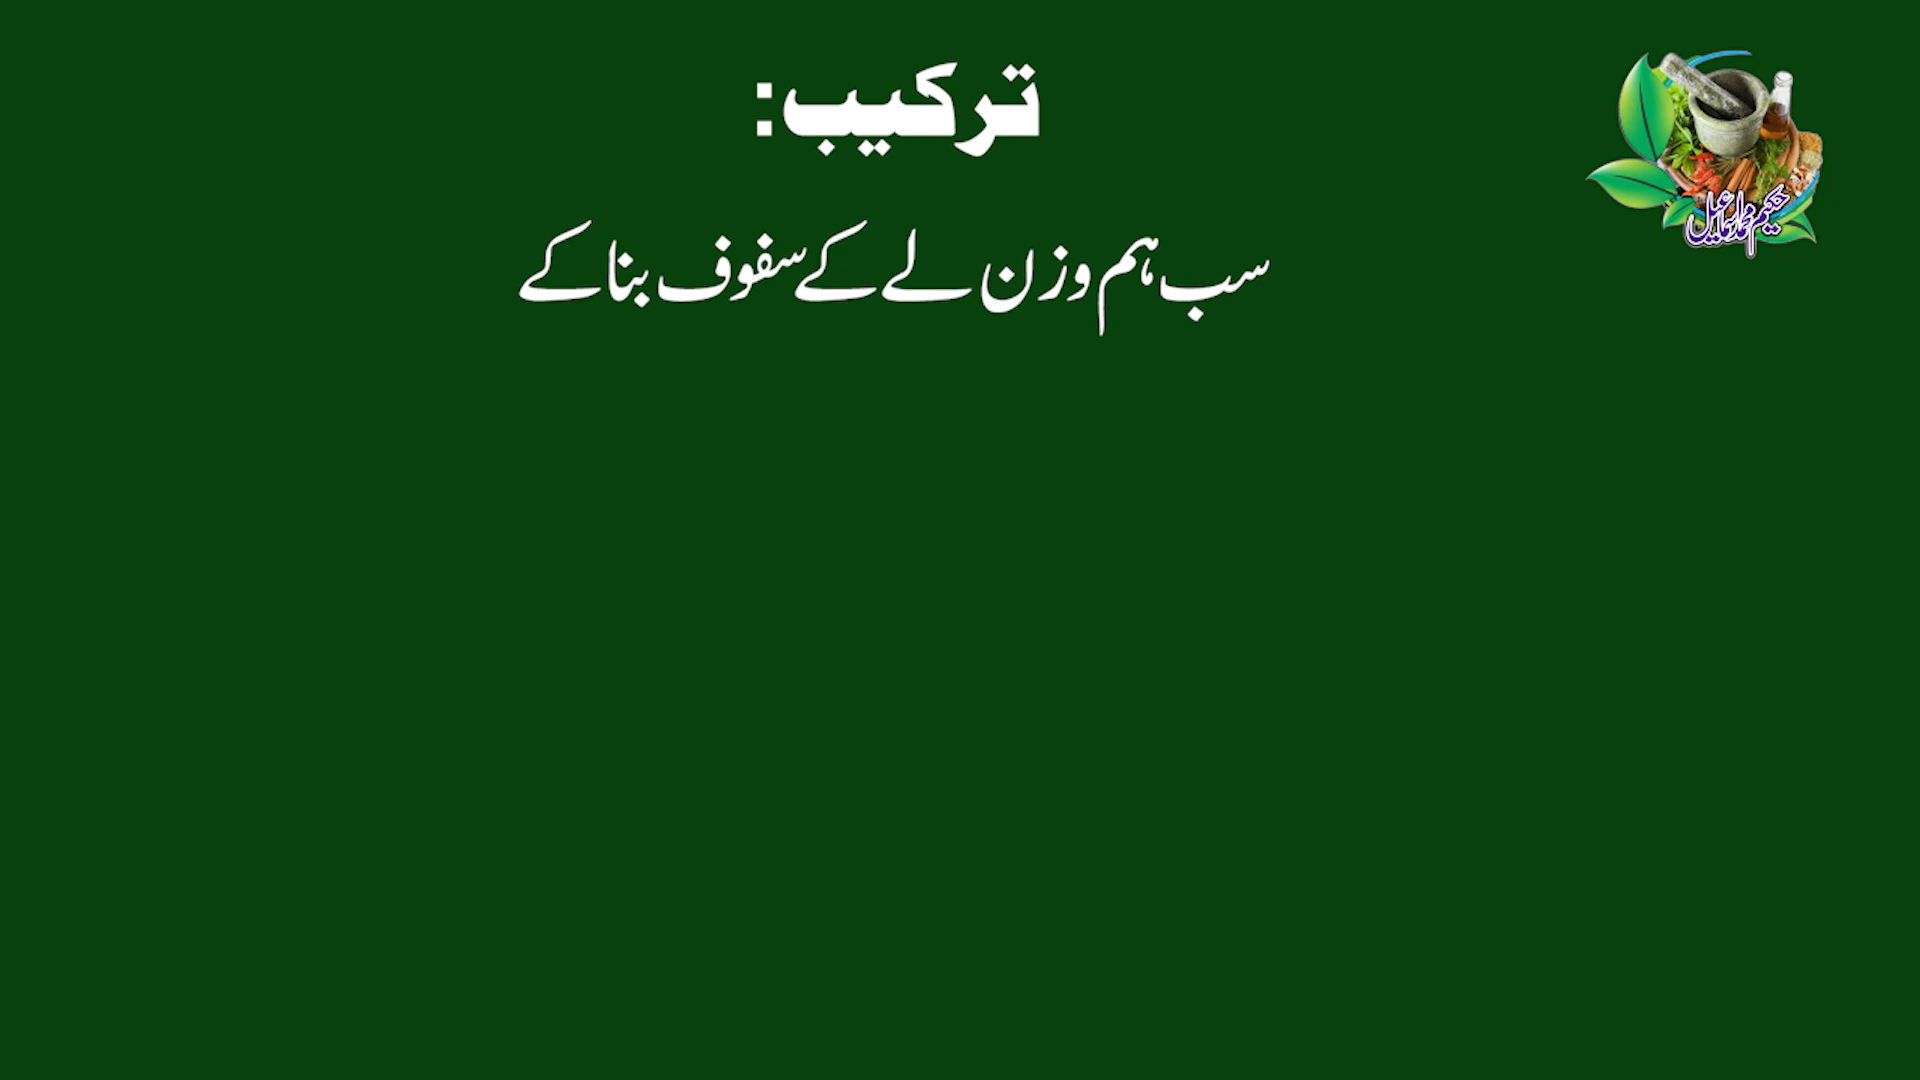 ترکیب:
سب ہم وزن لے کے سفوف بنا کے
حکیم محمد اسماعیل